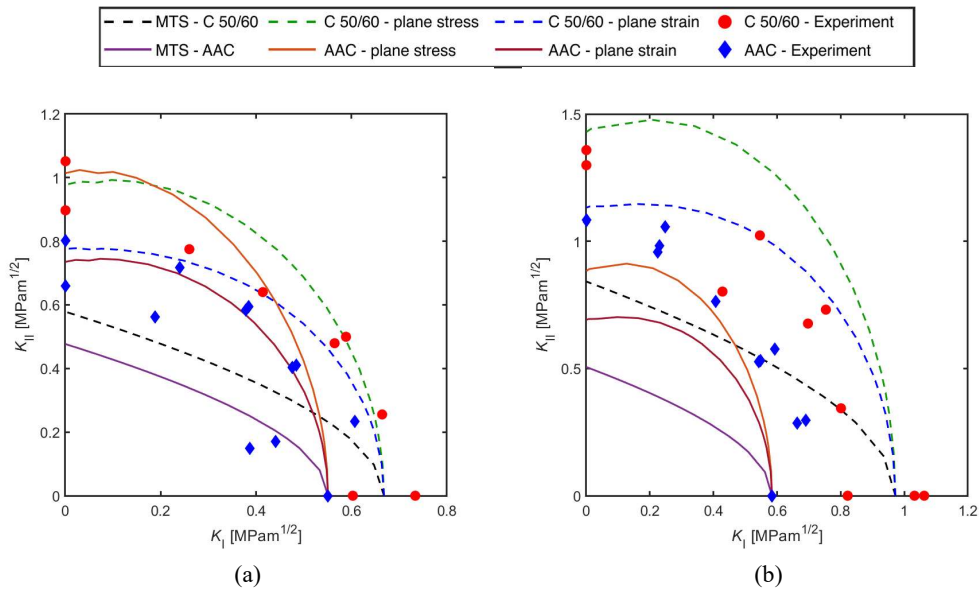 MTS - C 50/60 C 50/60 - plane stress C 50/60 - plane strain C 50/60 - Experiment
MTS - AAC AAC - plane stress AAC - plane strain AAC - Experiment
1.2
1
0.8
0.6
0.4
0.2
0
K_II [MPam^1/2]
0 0.2 0.4 0.6 0.8
K_I [MPam^1/2]
(a)
1.5
1
0.5
0
K_II [MPam^1/2]
0 0.2 0.4 0.6 0.8 1 1.2
K_I [MPam^1/2]
(b)